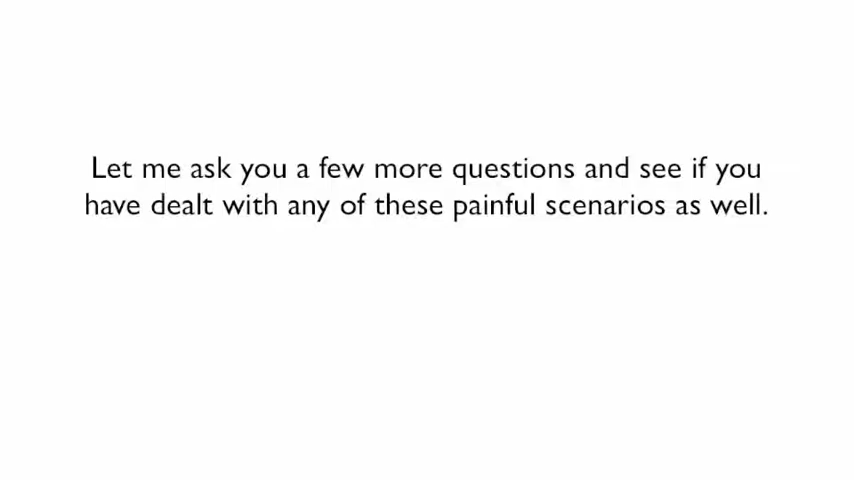 Let me ask you a few more questions and see if you
have dealt with any of these painful scenarios as well.